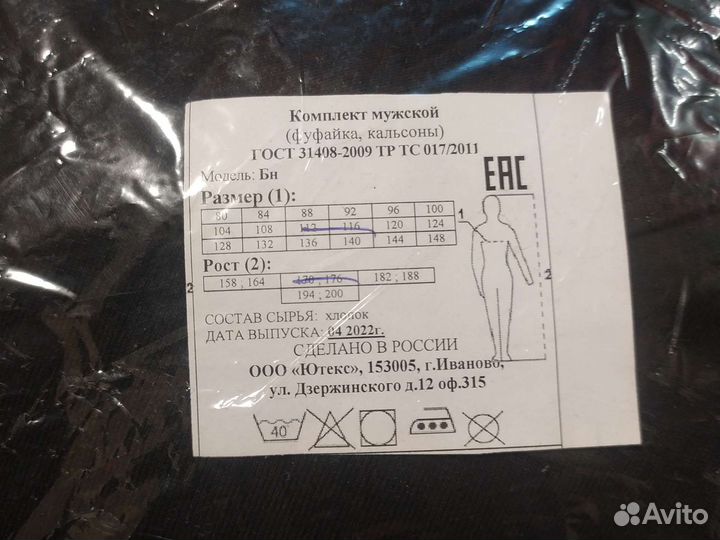 Комплект мужской
(фуфайка, кальсоны)
ГОСТ 31408-2009 ТР ТС 017/2011
Модель: Бн
EAC
Размер (1):
80 84 88 92 96 100
104 108 112 116 120 124
128 132 136 140 144 148
1
Рост (2):
158 ; 164 170 ; 176 182 ; 188
194 ; 200
2
2
СОСТАВ СЫРЬЯ: хлопок
ДАТА ВЫПУСКА: 04 2022г.
СДЕЛАНО В РОССИИ
ООО «Ютекс», 153005, г.Иваново,
ул. Дзержинского д.12 оф.315
40
Avito